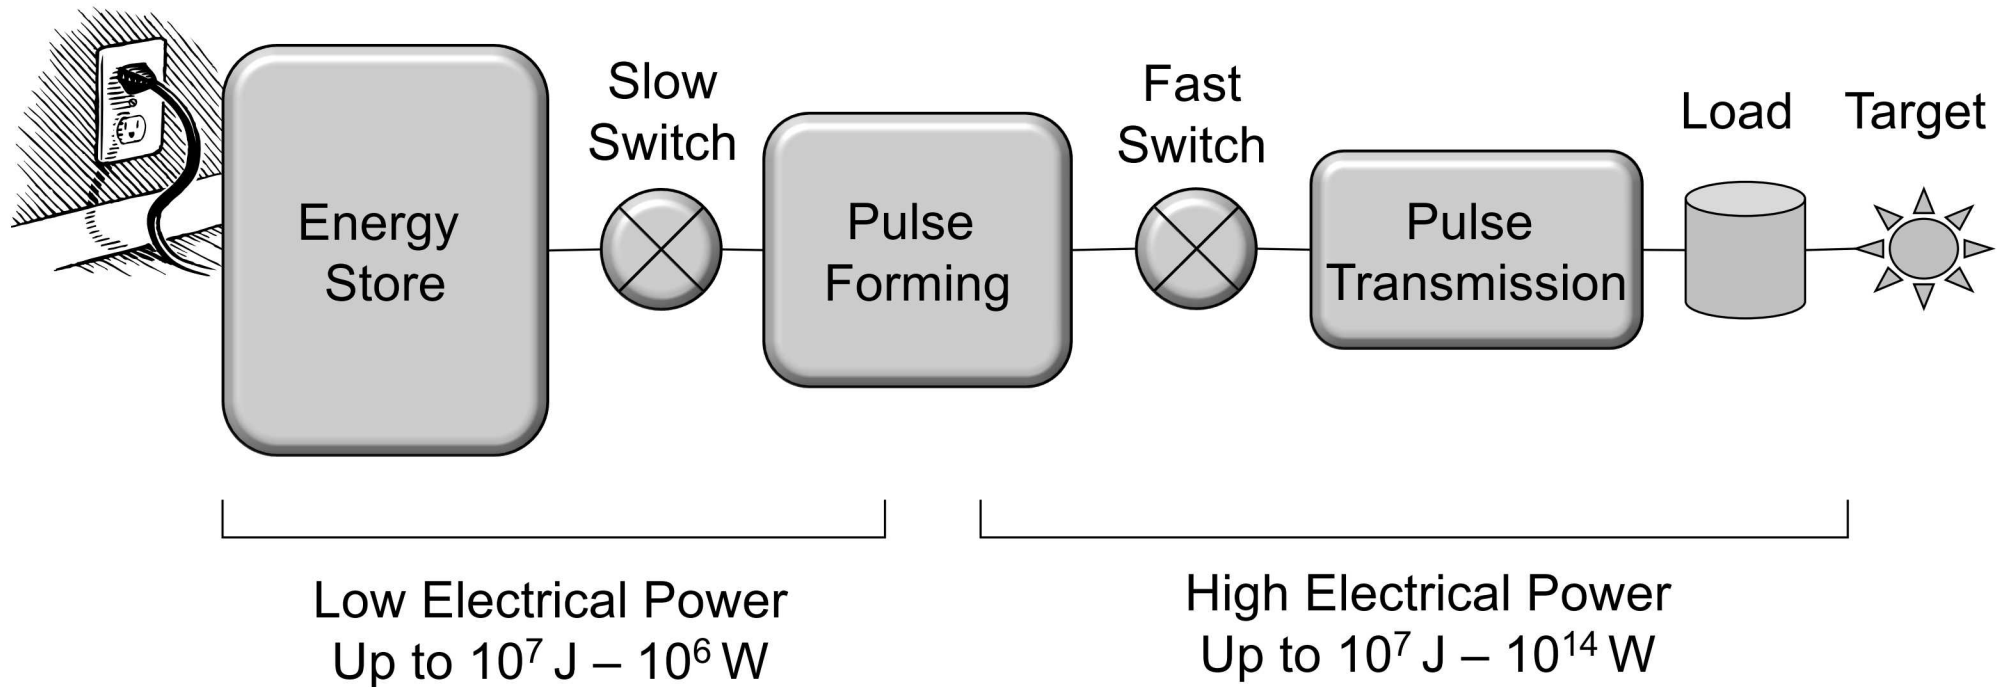 Energy
Store
Slow
Switch
Pulse
Forming
Fast
Switch
Pulse
Transmission
Load
Target
Low Electrical Power
Up to 10⁷ J – 10⁶ W
High Electrical Power
Up to 10⁷ J – 10¹⁴ W